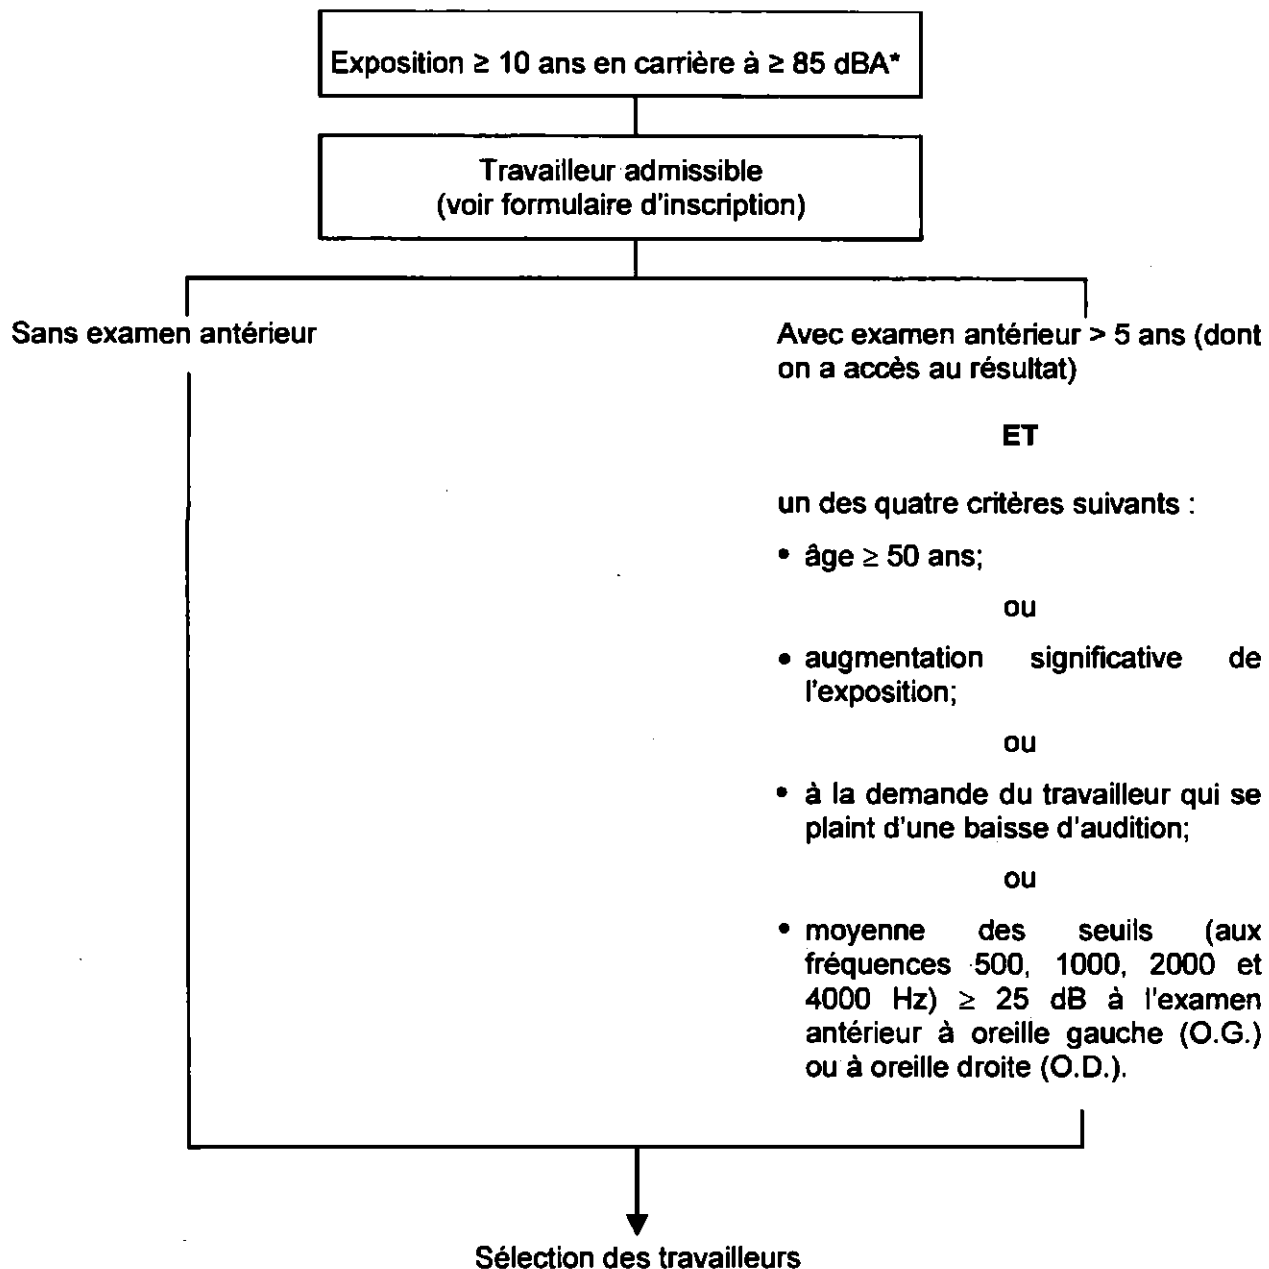 Exposition ≥ 10 ans en carrière à ≥ 85 dBA*
Travailleur admissible
(voir formulaire d'inscription)
Sans examen antérieur
Avec examen antérieur > 5 ans (dont
on a accès au résultat)
ET
un des quatre critères suivants :
• âge ≥ 50 ans;
ou
• augmentation significative de
l'exposition;
ou
• à la demande du travailleur qui se
plaint d'une baisse d'audition;
ou
• moyenne des seuils (aux
fréquences 500, 1000, 2000 et
4000 Hz) ≥ 25 dB à l'examen
antérieur à oreille gauche (O.G.)
ou à oreille droite (O.D.).
Sélection des travailleurs